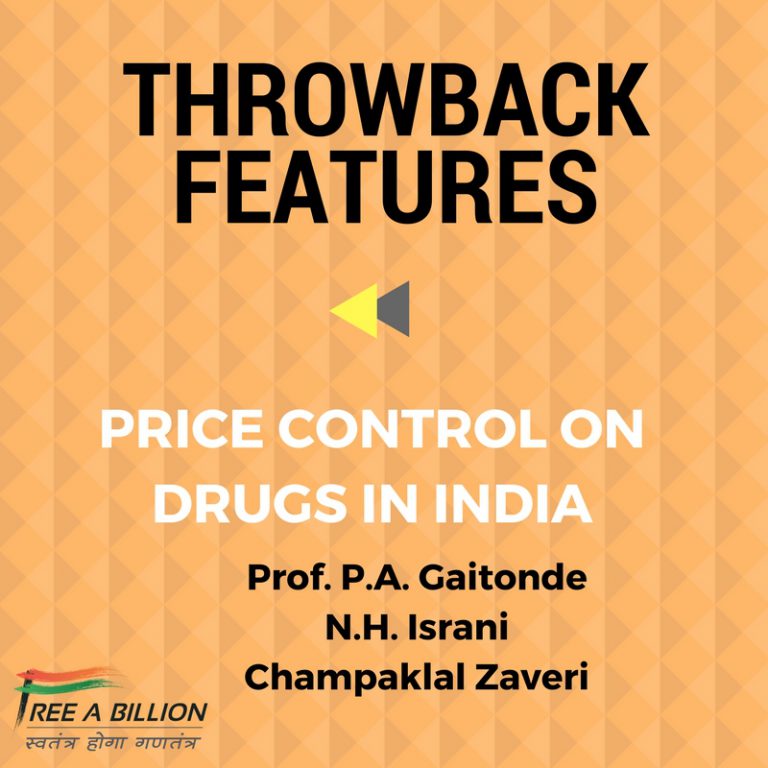 THROWBACK
FEATURES
PRICE CONTROL ON
DRUGS IN INDIA
Prof. P.A. Gaitonde
N.H. Israni
Champaklal Zaveri
FREE A BILLION
स्वतंत्र होगा गणतंत्र